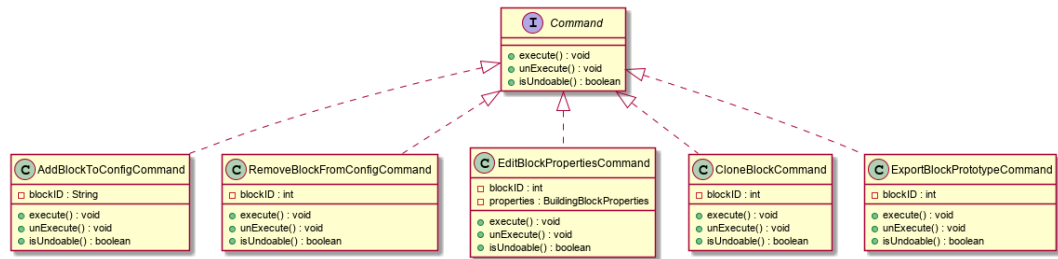 I Command
execute() : void
unExecute() : void
isUndoable() : boolean
C AddBlockToConfigCommand
blockID : String
execute() : void
unExecute() : void
isUndoable() : boolean
C RemoveBlockFromConfigCommand
blockID : int
execute() : void
unExecute() : void
isUndoable() : boolean
C EditBlockPropertiesCommand
blockID : int
properties : BuildingBlockProperties
execute() : void
unExecute() : void
isUndoable() : boolean
C CloneBlockCommand
blockID : int
execute() : void
unExecute() : void
isUndoable() : boolean
C ExportBlockPrototypeCommand
blockID : int
execute() : void
unExecute() : void
isUndoable() : boolean